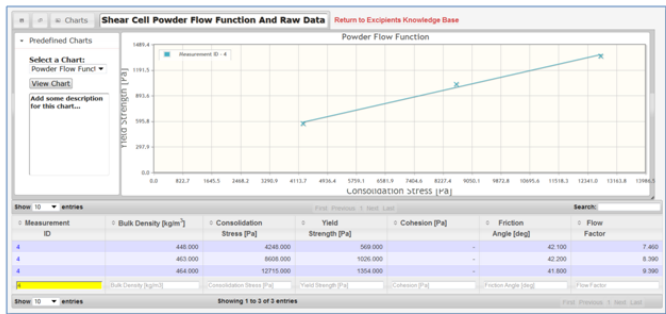 Charts
Shear Cell Powder Flow Function And Raw Data
Return to Excipients Knowledge Base
Predefined Charts
Select a Chart:
Powder Flow Funct
View Chart
Add some description
for this chart...
Powder Flow Function
Measurement ID - 4
Yield Strength [Pa]
1489.4
1191.5
893.6
595.8
297.9
0.0
0.0 822.7 1645.5 2468.2 3290.9 4113.7 4936.4 5759.1 6581.9 7404.6 8227.4 9050.1 9872.8 10695.6 11518.3 12341.0 13163.8 13986.5
Consolidation Stress [Pa]
Show 10 entries
First Previous 1 Next Last
Search:
Measurement ID
Bulk Density [kg/m³]
Consolidation Stress [Pa]
Yield Strength [Pa]
Cohesion [Pa]
Friction Angle [deg]
Flow Factor
4 448.000 4248.000 569.000 - 42.100 7.460
4 463.000 8608.000 1026.000 - 42.200 8.390
4 464.000 12715.000 1354.000 - 41.800 9.390
4 Bulk Density [kg/m3] Consolidation Stress [Pa] Yield Strength [Pa] Cohesion [Pa] Friction Angle [deg] Flow Factor
Show 10 entries
Showing 1 to 3 of 3 entries
First Previous 1 Next Last